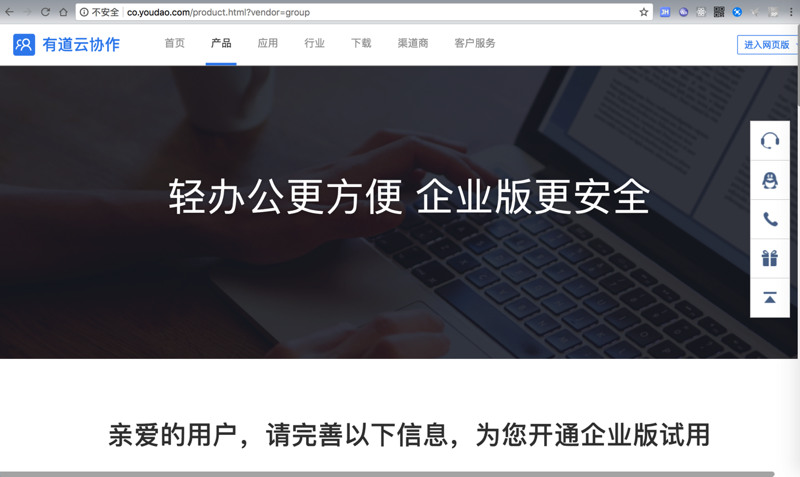 不安全 co.youdao.com/product.html?vendor=group
有道云协作 首页 产品 应用 行业 下载 渠道商 客户服务 进入网页版
轻办公更方便 企业版更安全
亲爱的用户，请完善以下信息，为您开通企业版试用